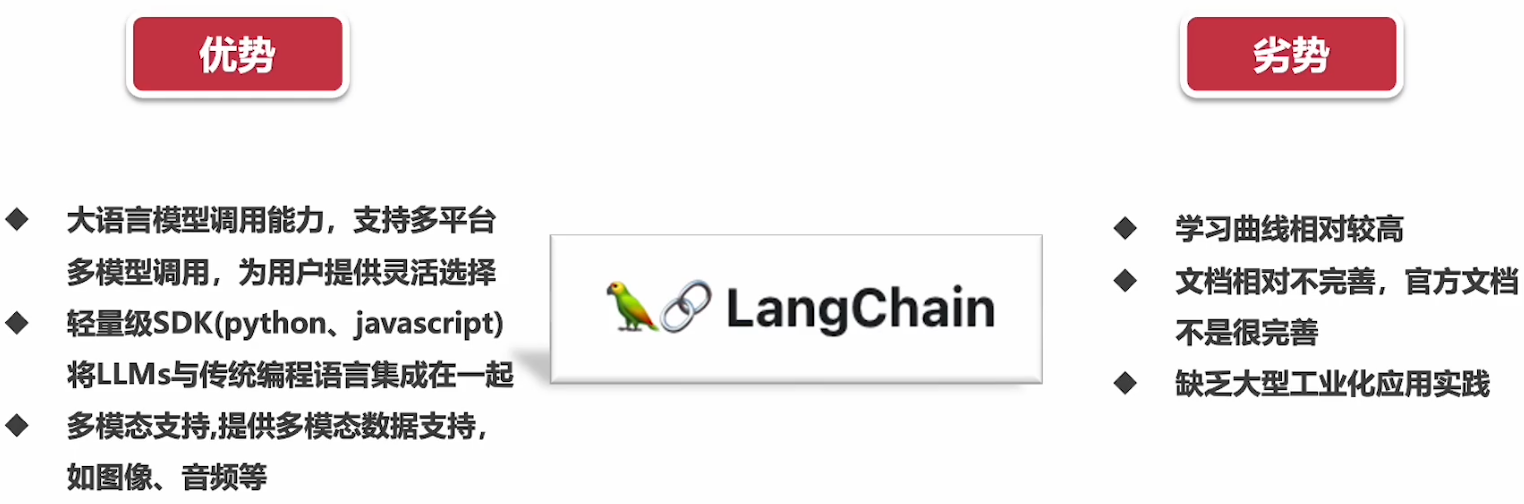 优势
大语言模型调用能力，支持多平台
多模型调用，为用户提供灵活选择
轻量级SDK(python、javascript)
将LLMs与传统编程语言集成在一起
多模态支持,提供多模态数据支持，
如图像、音频等
LangChain
劣势
学习曲线相对较高
文档相对不完善，官方文档
不是很完善
缺乏大型工业化应用实践